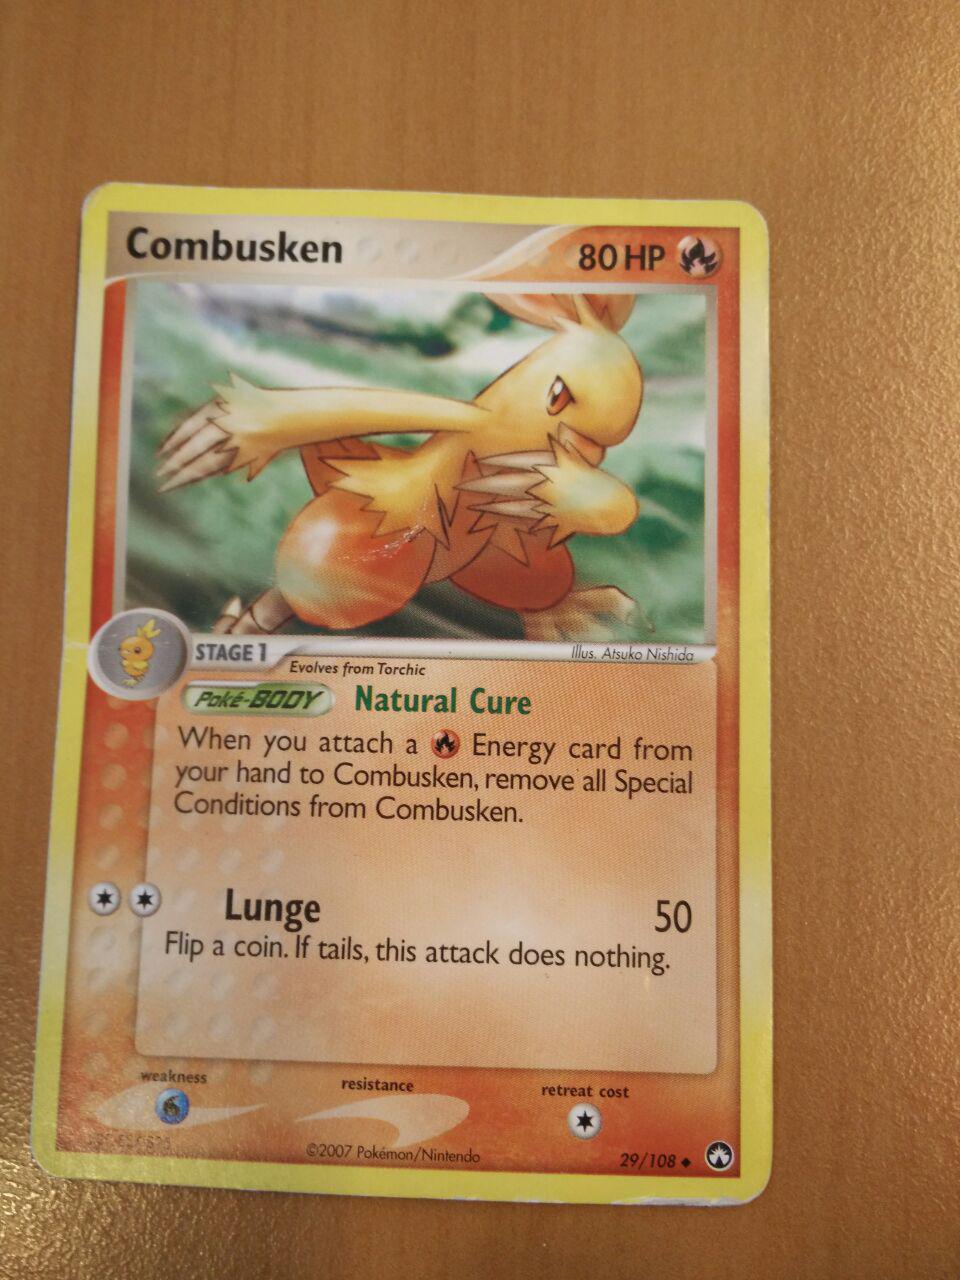 Combusken 80 HP
Illus. Atsuko Nishida
STAGE 1
Evolves from Torchic
Poké-BODY Natural Cure
When you attach a Energy card from
your hand to Combusken, remove all Special
Conditions from Combusken.
Lunge 50
Flip a coin. If tails, this attack does nothing.
weakness resistance retreat cost
©2007 Pokémon/Nintendo 29/108